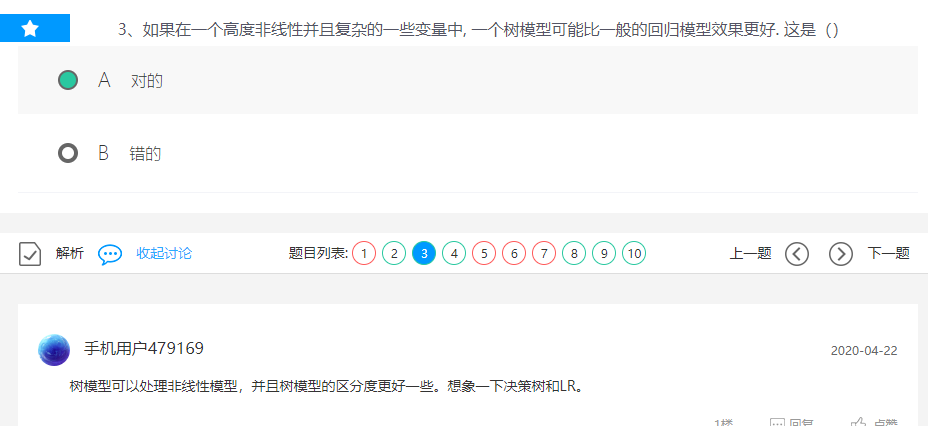 3、如果在一个高度非线性并且复杂的一些变量中, 一个树模型可能比一般的回归模型效果更好. 这是（）
A 对的
B 错的
解析 收起讨论 题目列表: 1 2 3 4 5 6 7 8 9 10 上一题 下一题
手机用户479169
2020-04-22
树模型可以处理非线性模型，并且树模型的区分度更好一些。想象一下决策树和LR。
1楼 回复 点赞